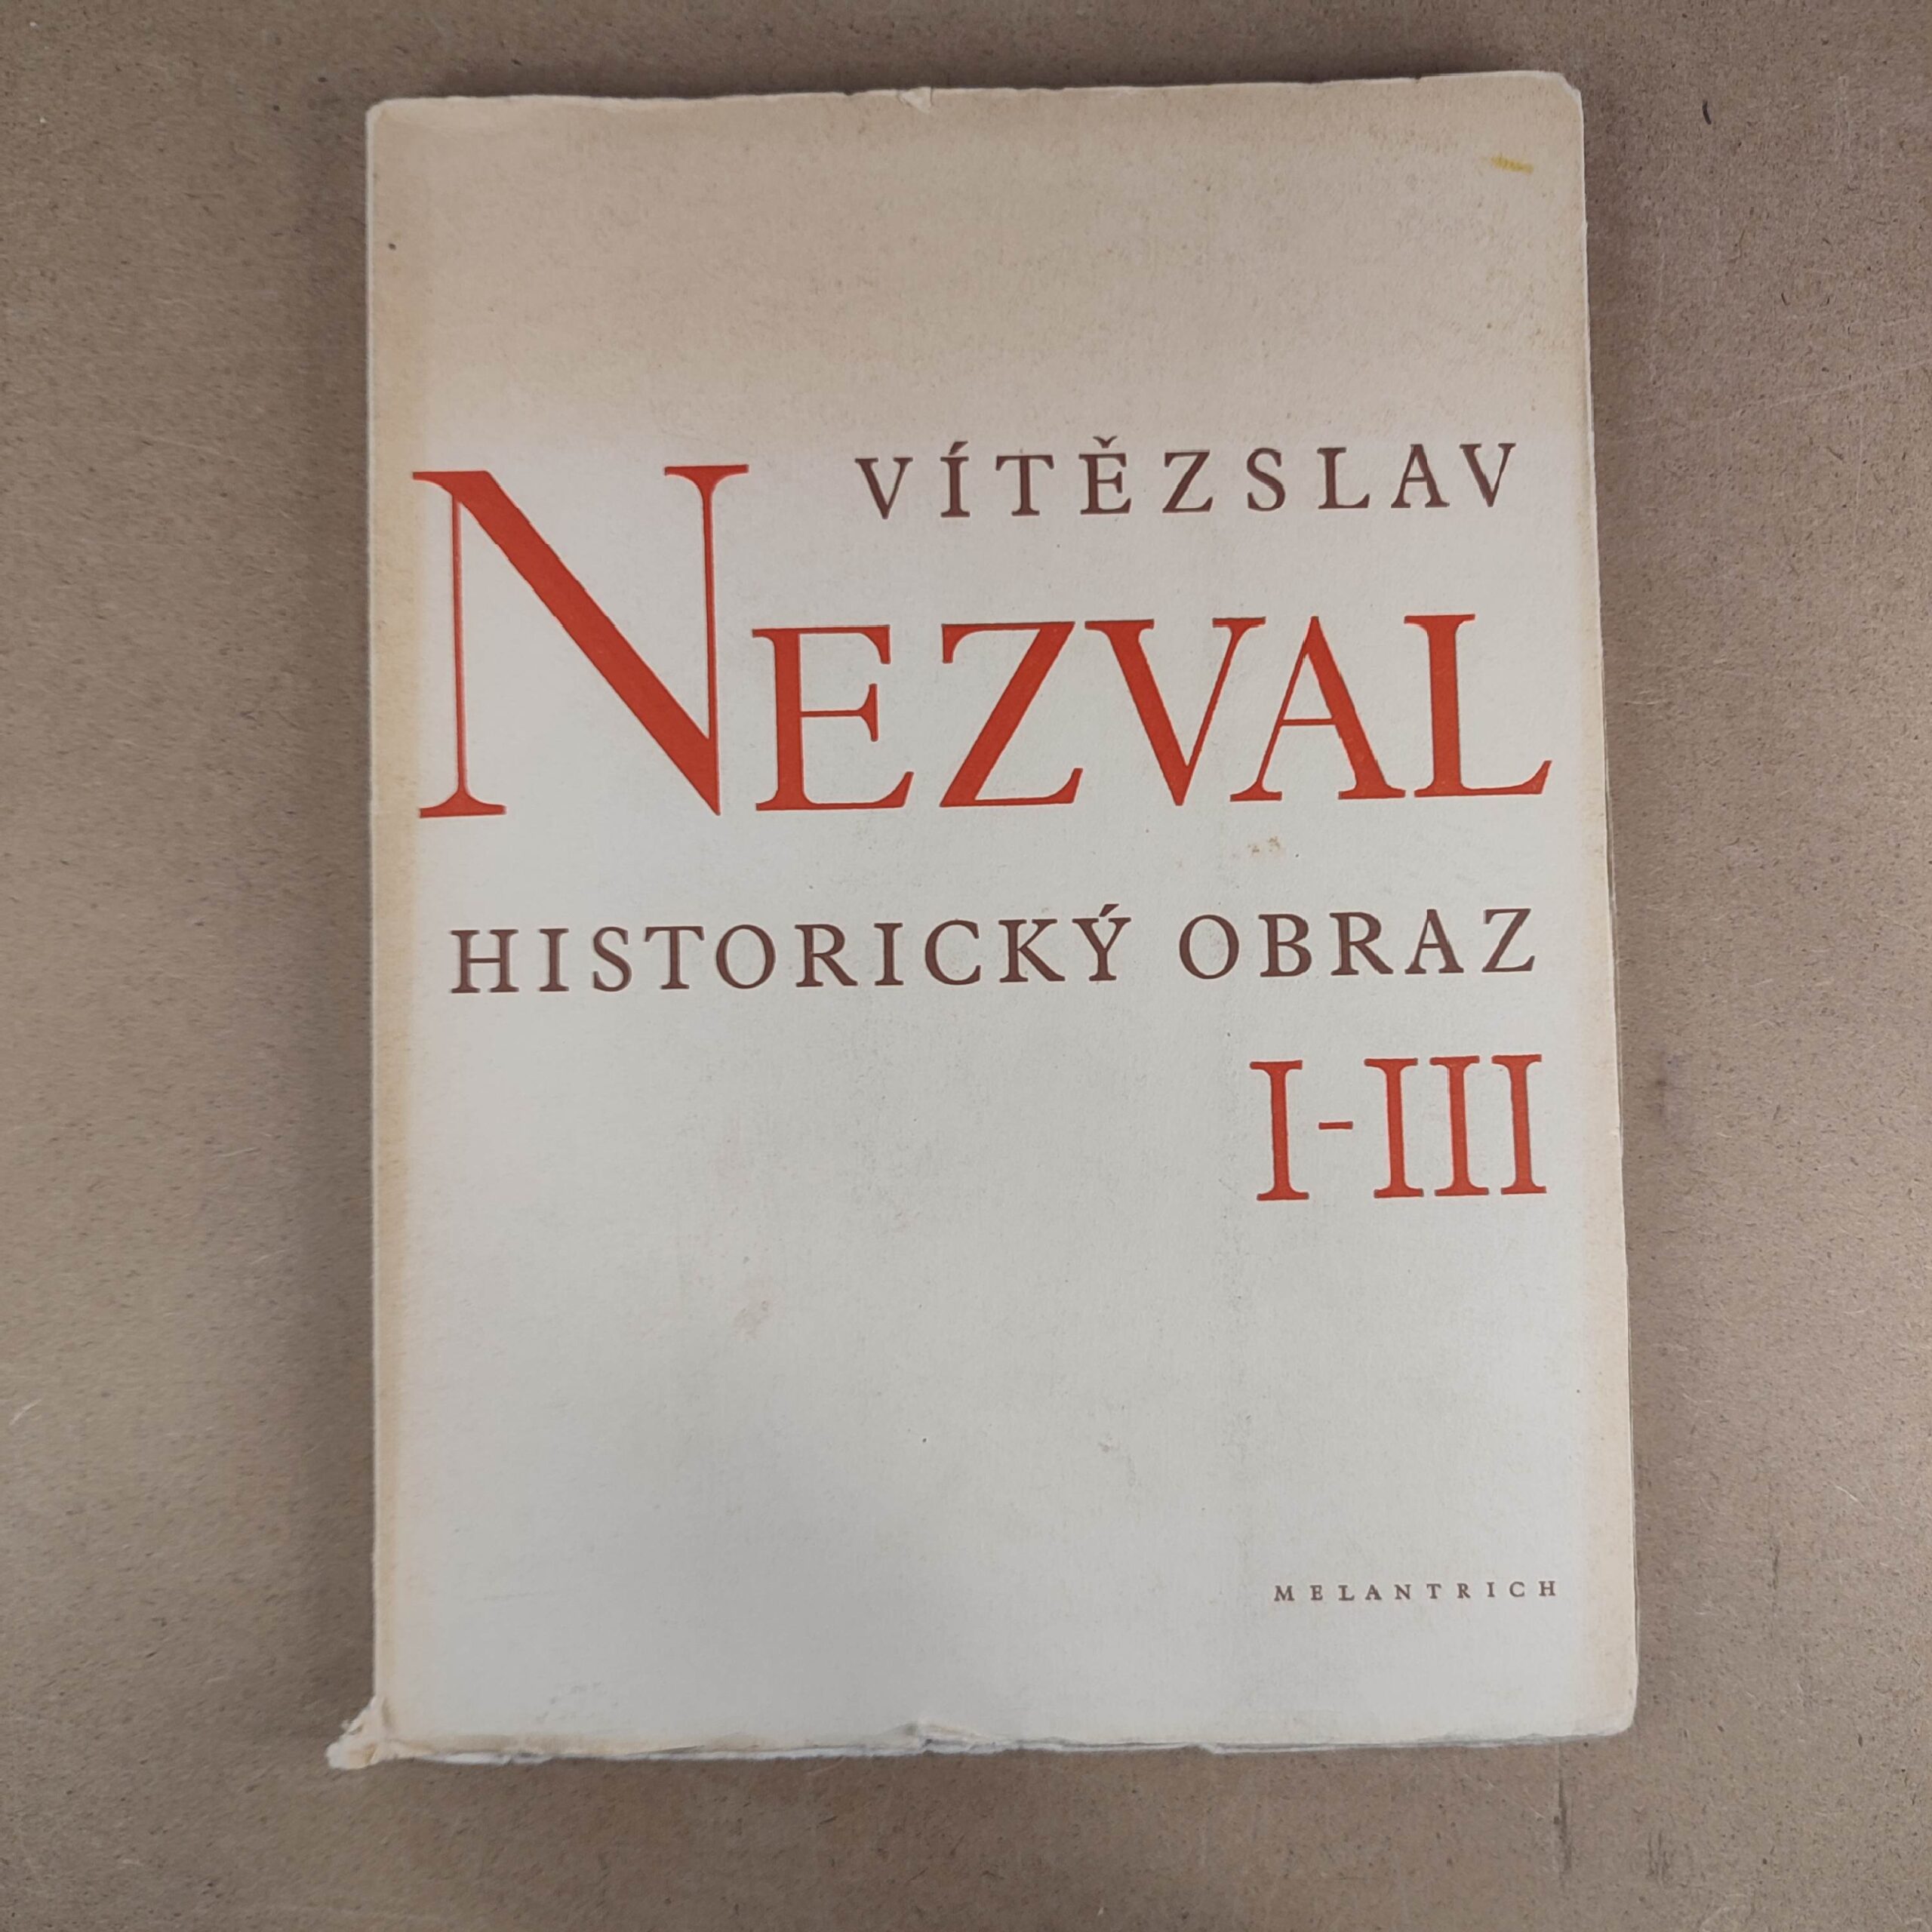 VÍTĚZSLAV
NEZVAL
HISTORICKÝ OBRAZ
I-III
MELANTRICH